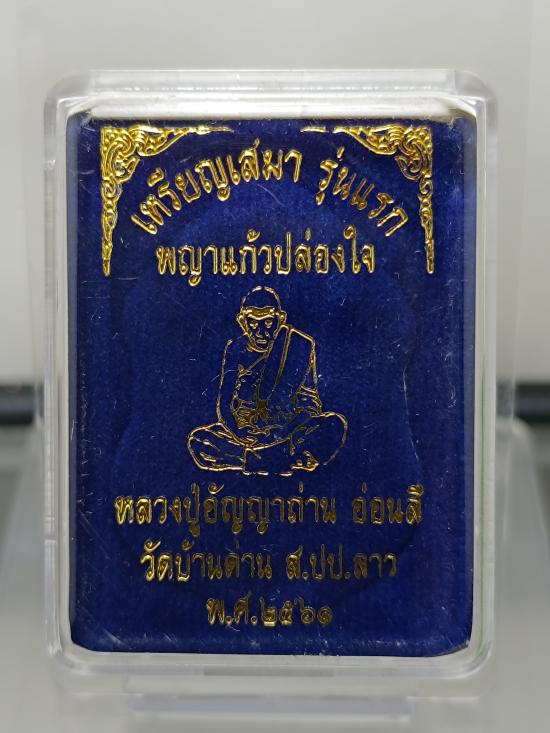 เหรียญเสมา รุ่นแรก
พญาแก้วปล่องใจ
หลวงปู่อัญญาถ่าน อ่อนสี
วัดบ้านด่าน ส.ปป.ลาว
พ.ศ.๒๕๖๑